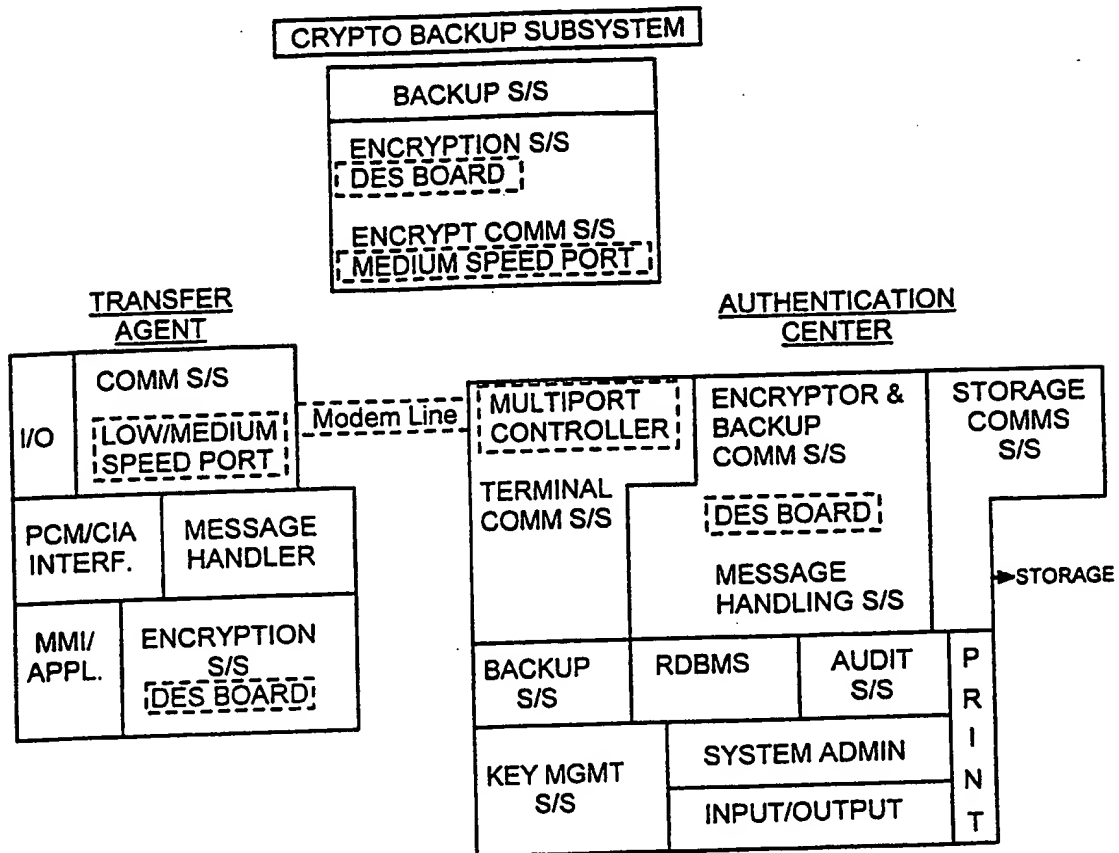 CRYPTO BACKUP SUBSYSTEM
BACKUP S/S
ENCRYPTION S/S
DES BOARD
ENCRYPT COMM S/S
MEDIUM SPEED PORT
TRANSFER
AGENT
I/O
COMM S/S
LOW/MEDIUM
SPEED PORT
PCM/CIA
INTERF.
MESSAGE
HANDLER
MMI/
APPL.
ENCRYPTION
S/S
DES BOARD
Modem Line
AUTHENTICATION
CENTER
MULTIPORT
CONTROLLER
TERMINAL
COMM S/S
ENCRYPTOR &
BACKUP
COMM S/S
DES BOARD
MESSAGE
HANDLING S/S
STORAGE
COMMS
S/S
STORAGE
BACKUP
S/S
RDBMS
AUDIT
S/S
PRINT
KEY MGMT
S/S
SYSTEM ADMIN
INPUT/OUTPUT